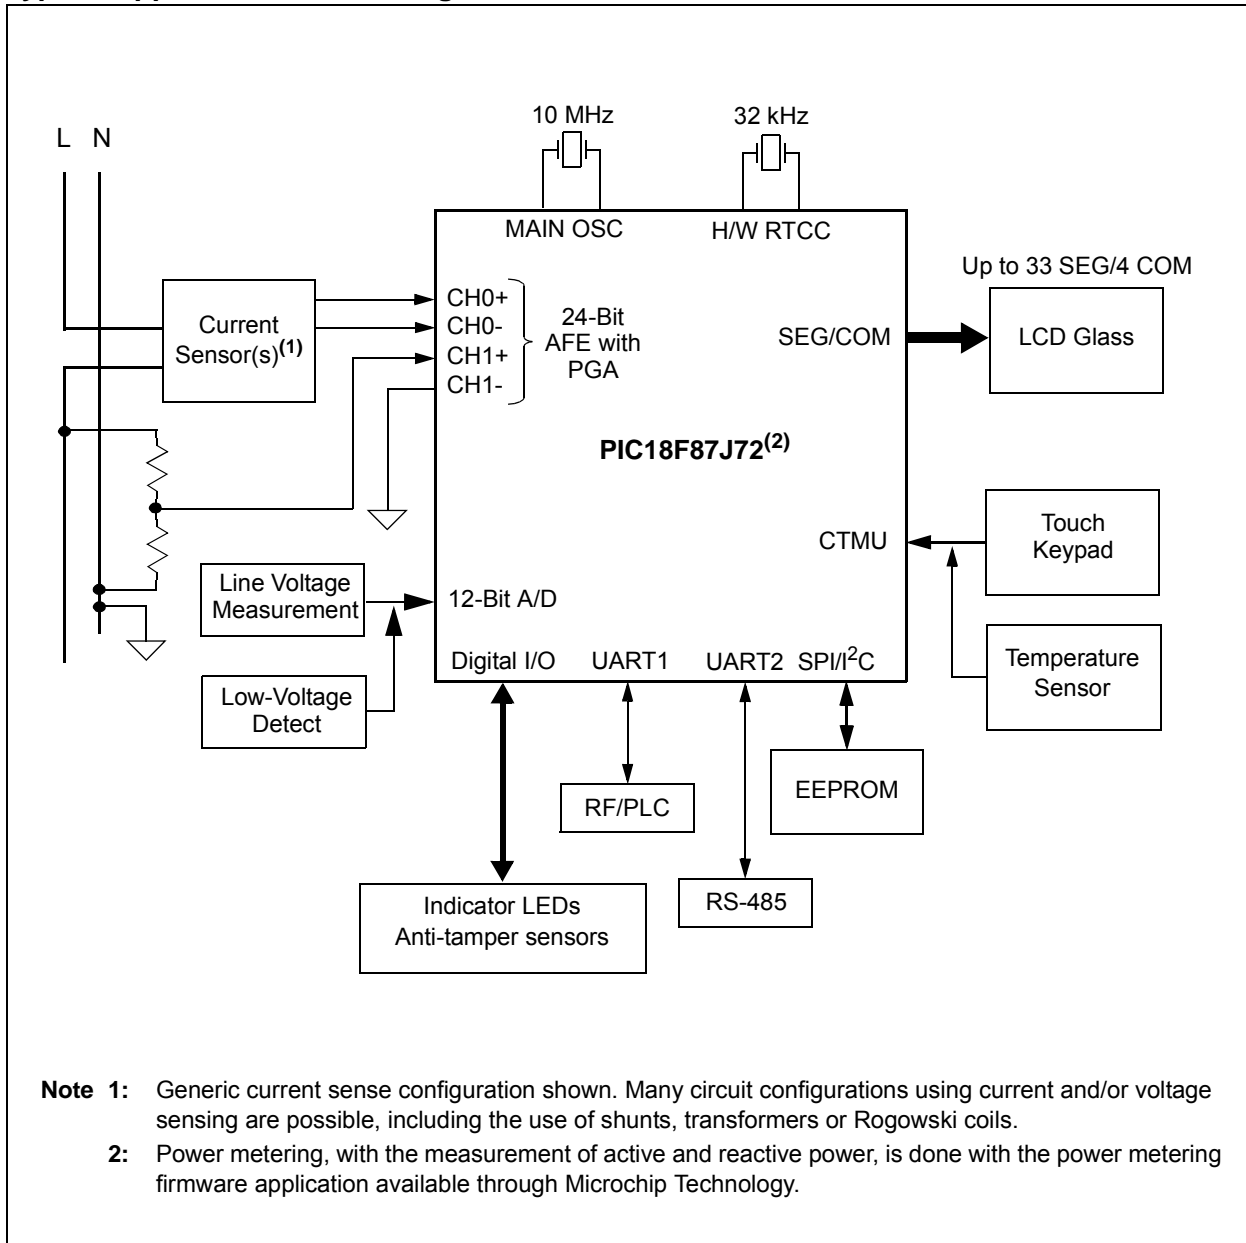 L N
10 MHz
32 kHz
MAIN OSC
H/W RTCC
Up to 33 SEG/4 COM
Current
Sensor(s)(1)
CH0+
CH0-
CH1+
CH1-
24-Bit
AFE with
PGA
SEG/COM
LCD Glass
PIC18F87J72(2)
CTMU
Touch
Keypad
Line Voltage
Measurement
12-Bit A/D
Low-Voltage
Detect
Digital I/O
UART1
UART2
SPI/I2C
Temperature
Sensor
RF/PLC
EEPROM
Indicator LEDs
Anti-tamper sensors
RS-485
Note 1: Generic current sense configuration shown. Many circuit configurations using current and/or voltage
sensing are possible, including the use of shunts, transformers or Rogowski coils.
2: Power metering, with the measurement of active and reactive power, is done with the power metering
firmware application available through Microchip Technology.